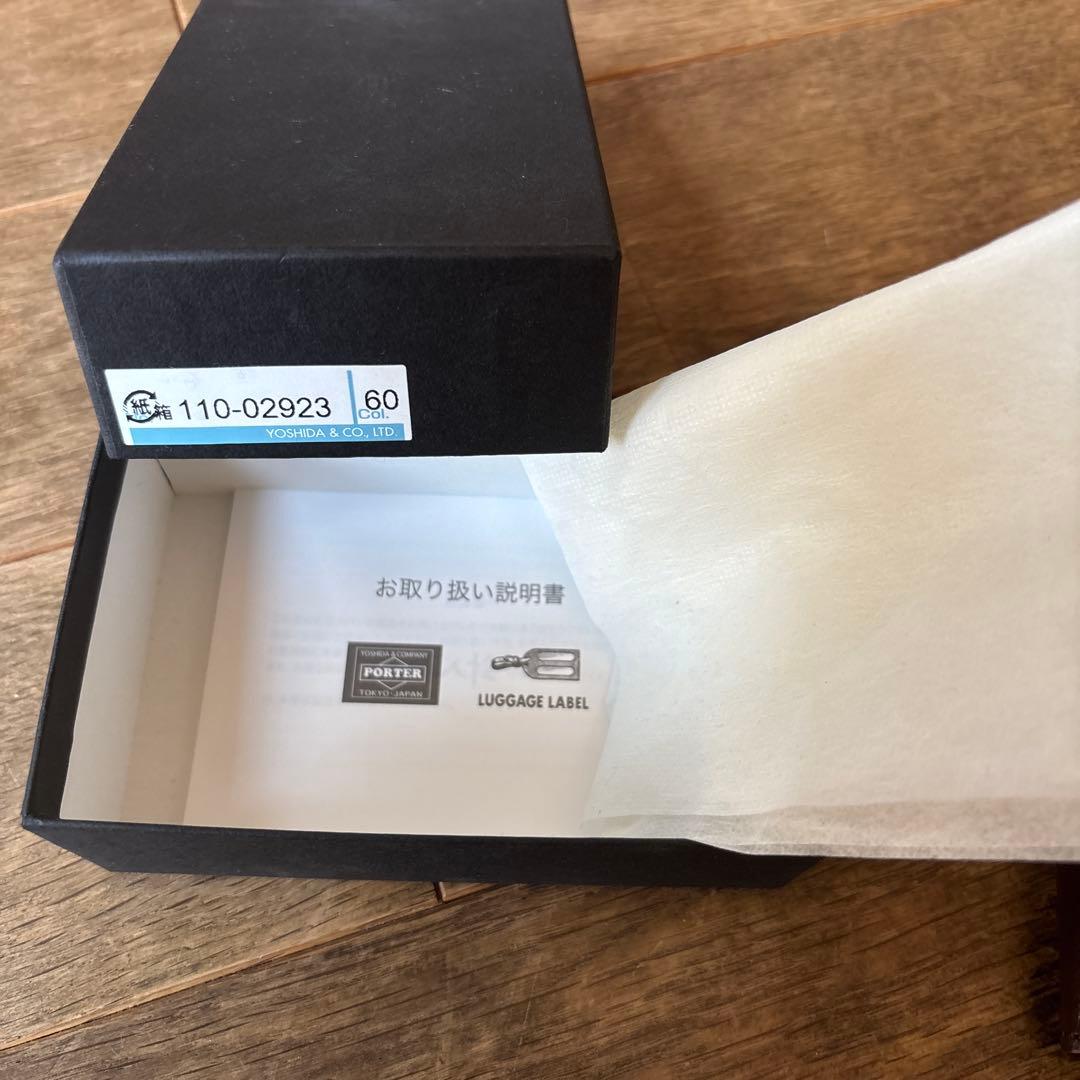 紙箱 110-02923
60
Col.
YOSHIDA & CO., LTD.
お取り扱い説明書
YOSHIDA & COMPANY
PORTER
TOKYO-JAPAN
LUGGAGE LABEL